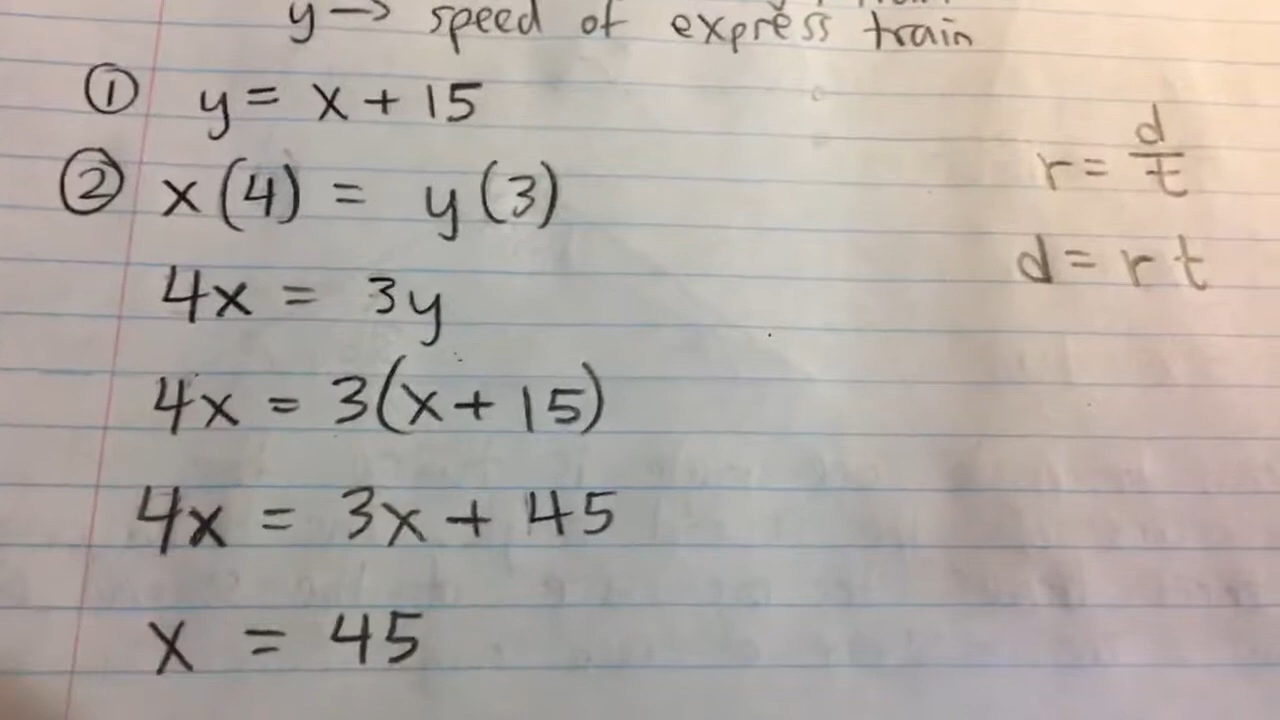 y → speed of express train
① y = x + 15
② x(4) = y(3)
4x = 3y
4x = 3(x + 15)
4x = 3x + 45
x = 45
r = d/t
d = rt